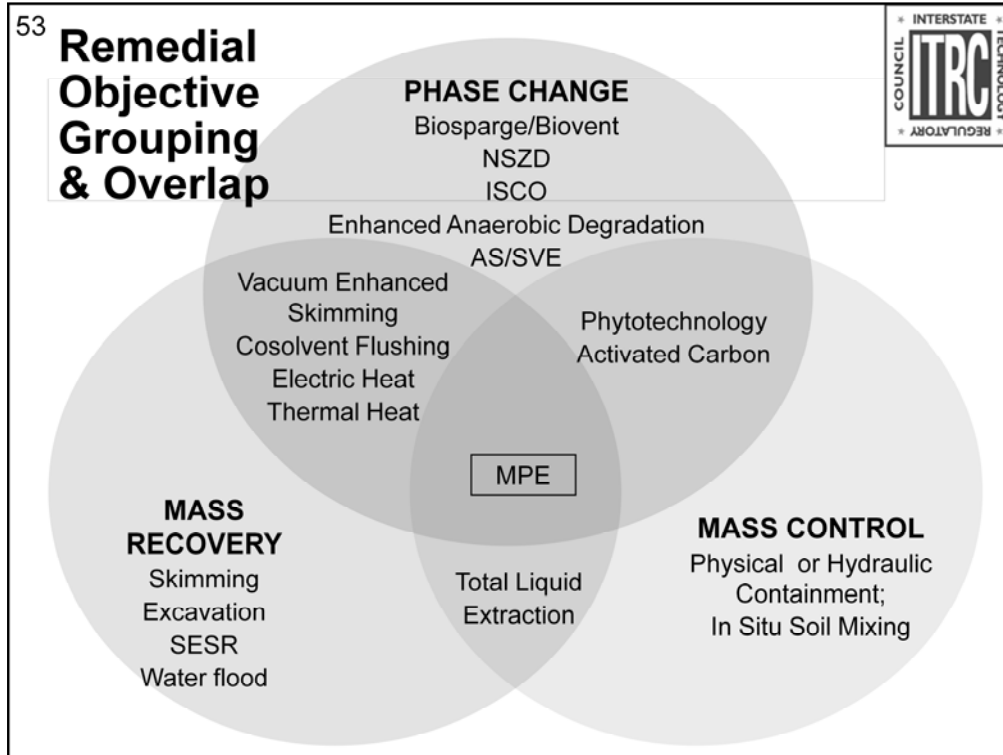 53
Remedial
Objective
Grouping
& Overlap
INTERSTATE
TECHNOLOGY
REGULATORY
COUNCIL
ITRC
PHASE CHANGE
Biosparge/Biovent
NSZD
ISCO
Enhanced Anaerobic Degradation
AS/SVE
Vacuum Enhanced
Skimming
Cosolvent Flushing
Electric Heat
Thermal Heat
Phytotechnology
Activated Carbon
MPE
MASS
RECOVERY
Skimming
Excavation
SESR
Water flood
Total Liquid
Extraction
MASS CONTROL
Physical or Hydraulic
Containment;
In Situ Soil Mixing